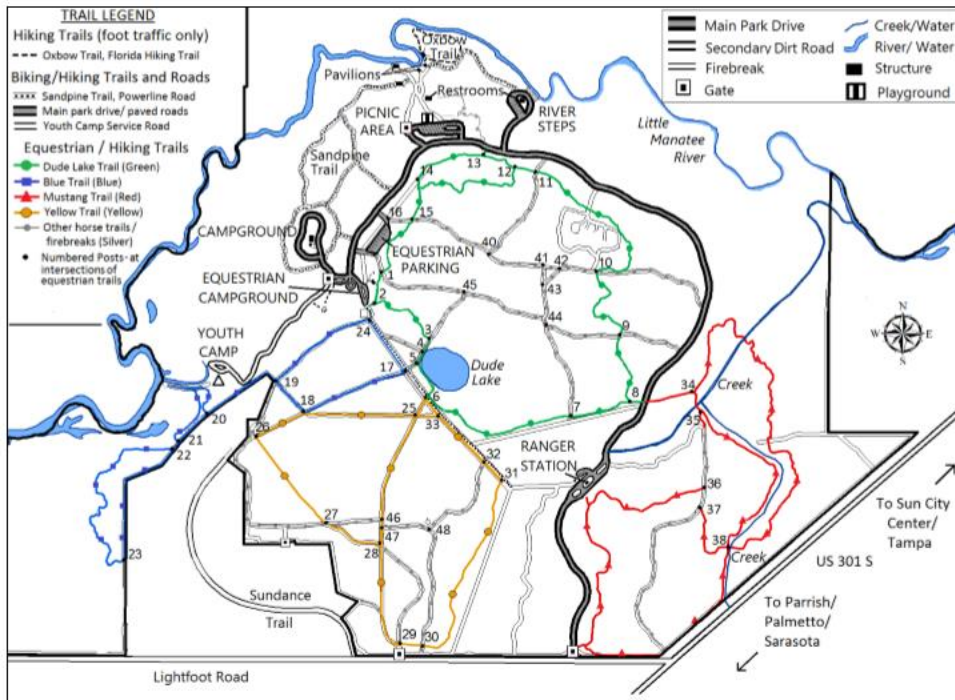 TRAIL LEGEND
Hiking Trails (foot traffic only)
Oxbow Trail, Florida Hiking Trail
Biking/Hiking Trails and Roads
Sandpine Trail, Powerline Road
Main park drive/ paved roads
Youth Camp Service Road
Equestrian / Hiking Trails
Dude Lake Trail (Green)
Blue Trail (Blue)
Mustang Trail (Red)
Yellow Trail (Yellow)
Other horse trails/
firebreaks (Silver)
Numbered Posts- at
intersections of
equestrian trails
Main Park Drive
Secondary Dirt Road
Firebreak
Gate
Creek/Water
River/ Water
Structure
Playground
Oxbow
Trail
Pavilions
Restrooms
PICNIC
AREA
RIVER
STEPS
Little
Manatee
River
Sandpine
Trail
13
12
11
14
16
15
CAMPGROUND
EQUESTRIAN
PARKING
40
41
42
10
43
1
45
EQUESTRIAN
CAMPGROUND
2
44
9
24
3
4
5
YOUTH
CAMP
17
Dude
Lake
N
W
E
S
19
6
8
34
Creek
18
25
33
7
35
20
26
21
22
32
31
RANGER
STATION
36
37
27
46
47
48
28
38
Creek
23
To Sun City
Center/
Tampa
US 301 S
Sundance
Trail
29
30
To Parrish/
Palmetto/
Sarasota
Lightfoot Road